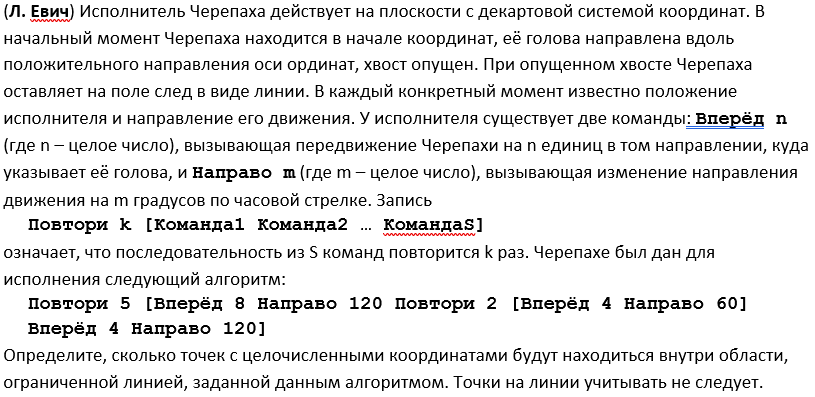 (Л. Евич) Исполнитель Черепаха действует на плоскости с декартовой системой координат. В
начальный момент Черепаха находится в начале координат, её голова направлена вдоль
положительного направления оси ординат, хвост опущен. При опущенном хвосте Черепаха
оставляет на поле след в виде линии. В каждый конкретный момент известно положение
исполнителя и направление его движения. У исполнителя существует две команды: Вперёд n
(где n – целое число), вызывающая передвижение Черепахи на n единиц в том направлении, куда
указывает её голова, и Направо m (где m – целое число), вызывающая изменение направления
движения на m градусов по часовой стрелке. Запись
Повтори k [Команда1 Команда2 … КомандаS]
означает, что последовательность из S команд повторится k раз. Черепахе был дан для
исполнения следующий алгоритм:
Повтори 5 [Вперёд 8 Направо 120 Повтори 2 [Вперёд 4 Направо 60]
Вперёд 4 Направо 120]
Определите, сколько точек с целочисленными координатами будут находиться внутри области,
ограниченной линией, заданной данным алгоритмом. Точки на линии учитывать не следует.